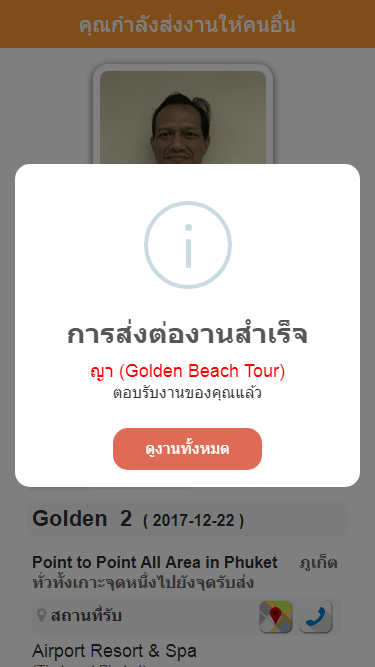 คุณกำลังส่งงานให้คนอื่น
การส่งต่องานสำเร็จ
ญา (Golden Beach Tour)
ตอบรับงานของคุณแล้ว
ดูงานทั้งหมด
Golden 2 ( 2017-12-22 )
Point to Point All Area in Phuket ภูเก็ต
ทั่วทั้งเกาะจุดหนึ่งไปยังจุดรับส่ง
สถานที่รับ
Airport Resort & Spa